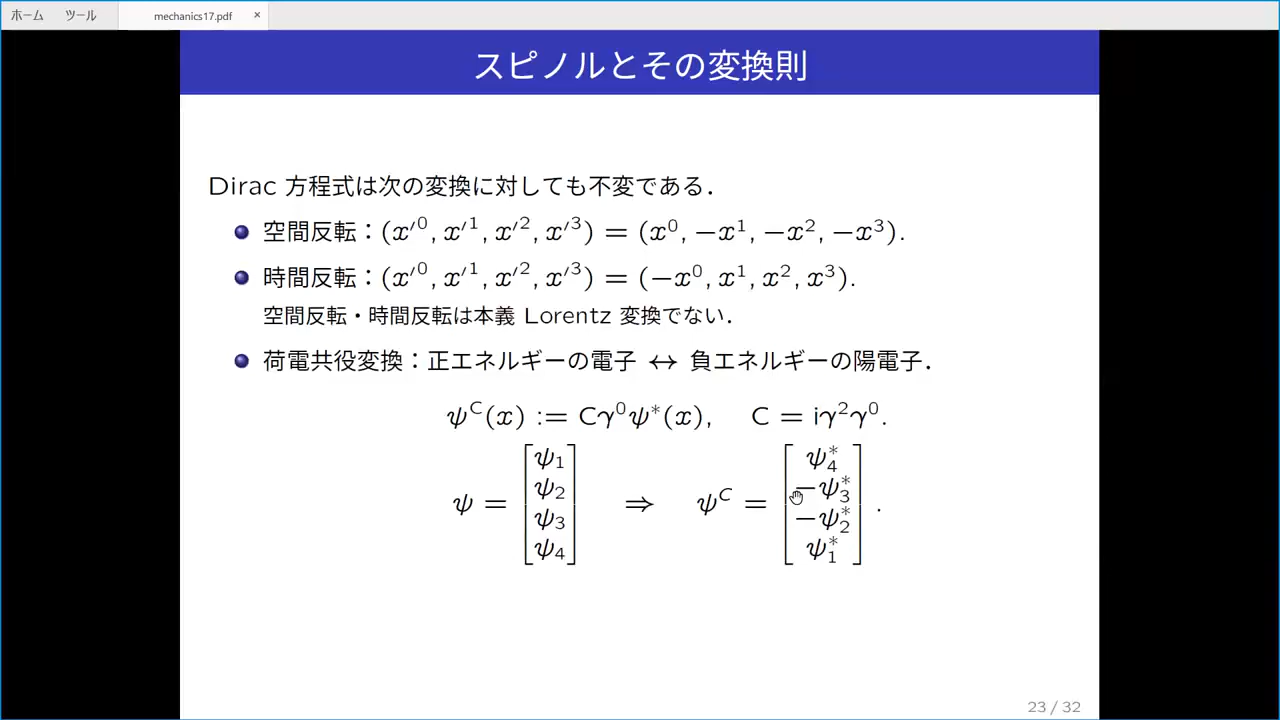 ホーム ツール mechanics17.pdf ×
スピノルとその変換則
Dirac 方程式は次の変換に対しても不変である．
空間反転：(x′⁰, x′¹, x′², x′³) = (x⁰, −x¹, −x², −x³).
時間反転：(x′⁰, x′¹, x′², x′³) = (−x⁰, x¹, x², x³).
空間反転・時間反転は本義 Lorentz 変換でない．
荷電共役変換：正エネルギーの電子 ↔ 負エネルギーの陽電子．
ψ^C(x) := Cγ⁰ψ*(x), C = iγ²γ⁰.
ψ = [ψ₁ ψ₂ ψ₃ ψ₄] ⇒ ψ^C = [ψ₄* −ψ₃* −ψ₂* ψ₁*] .
23 / 32